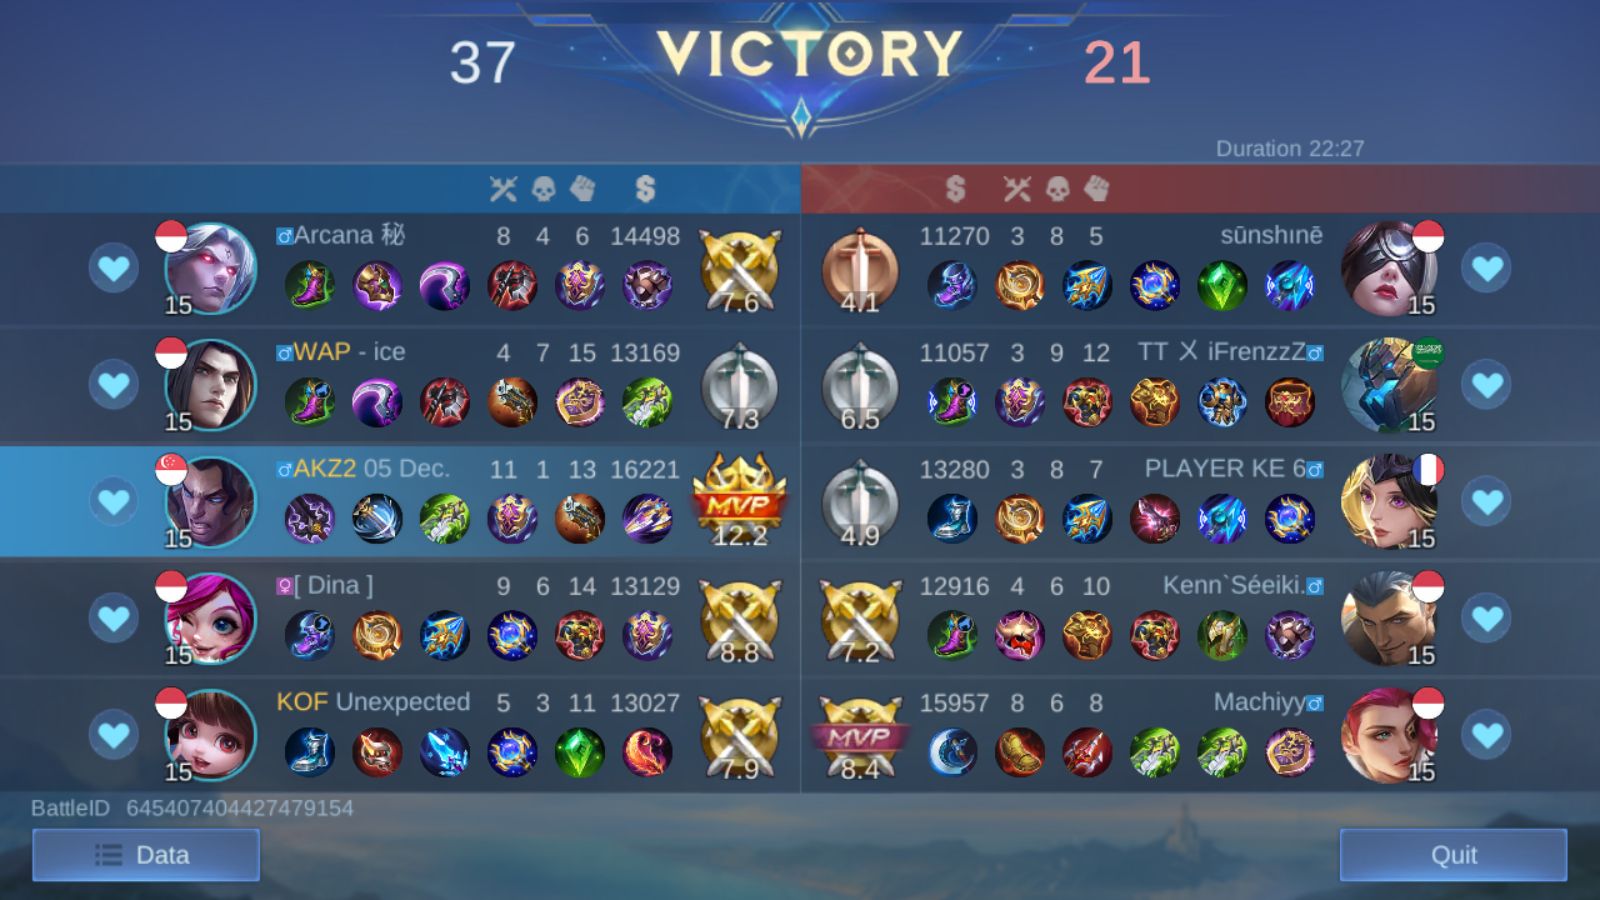 37 VICTORY 21
Duration 22:27
15 Arcana 秘 8 4 6 14498 7.6
4.1 11270 3 8 5 sūnshınē 15
15 WAP - ice 4 7 15 13169 7.3
6.5 11057 3 9 12 TT メ iFrenzzZ 15
15 AKZ2 05 Dec. 11 1 13 16221 MVP 12.2
4.9 13280 3 8 7 PLAYER KE 6 15
15 [ Dina ] 9 6 14 13129 8.8
7.2 12916 4 6 10 Kenn`Séeiki. 15
15 KOF Unexpected 5 3 11 13027 7.9
MVP 8.4 15957 8 6 8 Machiyy 15
BattleID 645407404427479154
Data
Quit